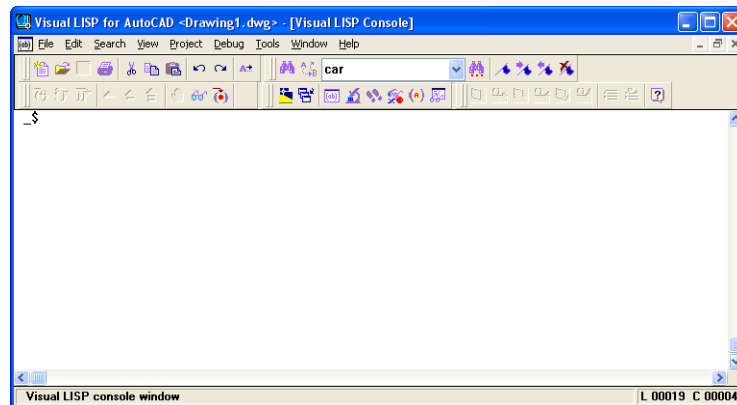 Visual LISP for AutoCAD <Drawing1.dwg> - [Visual LISP Console]
File Edit Search View Project Debug Tools Window Help
car
_$
Visual LISP console window L 00019 C 00004